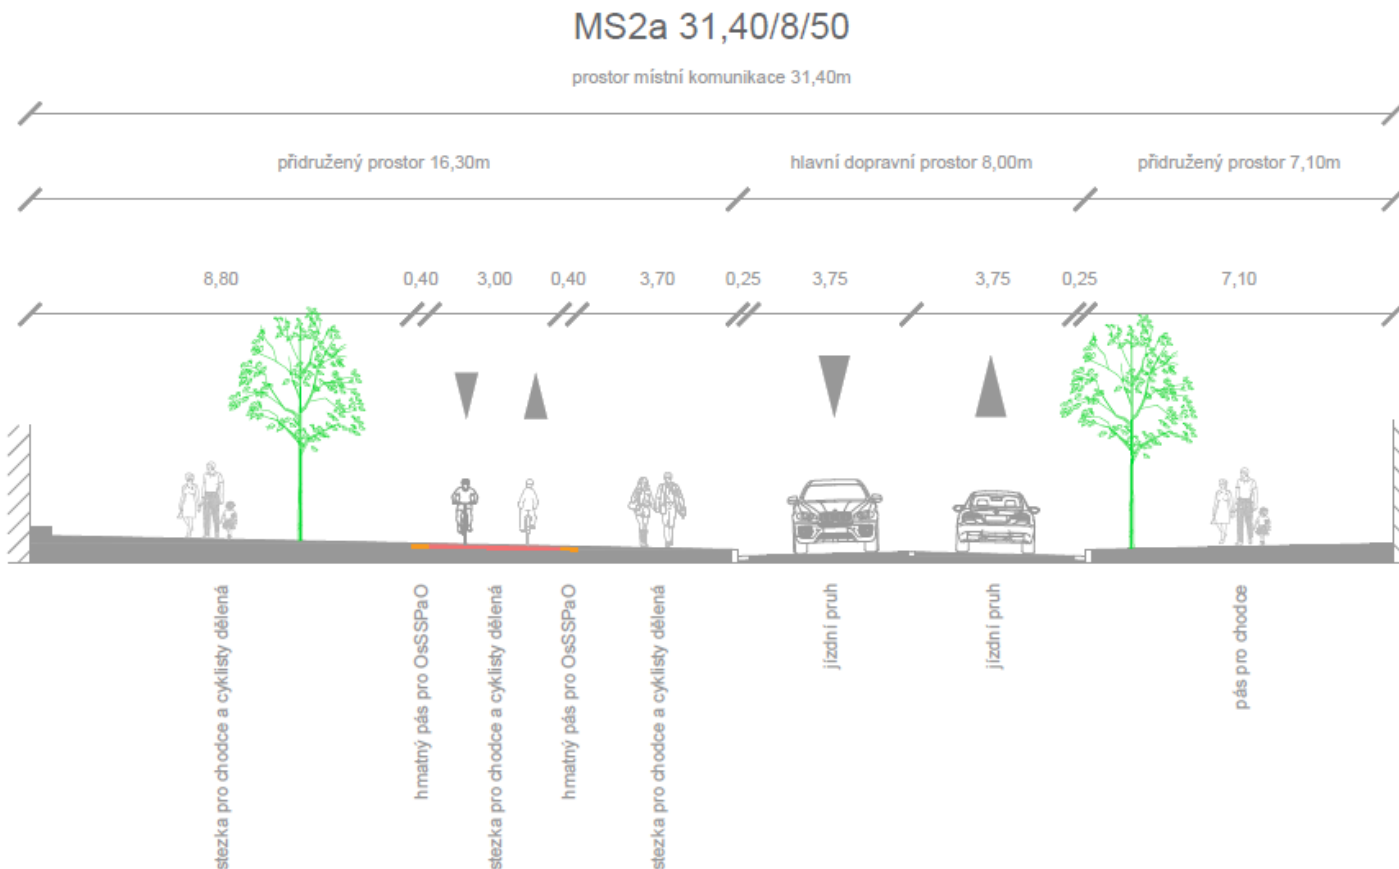 MS2a 31,40/8/50
prostor místní komunikace 31,40m
přidružený prostor 16,30m
hlavní dopravní prostor 8,00m
přidružený prostor 7,10m
8,80
0,40
3,00
0,40
3,70
0,25
3,75
3,75
0,25
7,10
stezka pro chodce a cyklisty dělená
hmatný pás pro OsSSPaO
stezka pro chodce a cyklisty dělená
hmatný pás pro OsSSPaO
stezka pro chodce a cyklisty dělená
jízdní pruh
jízdní pruh
pás pro chodce